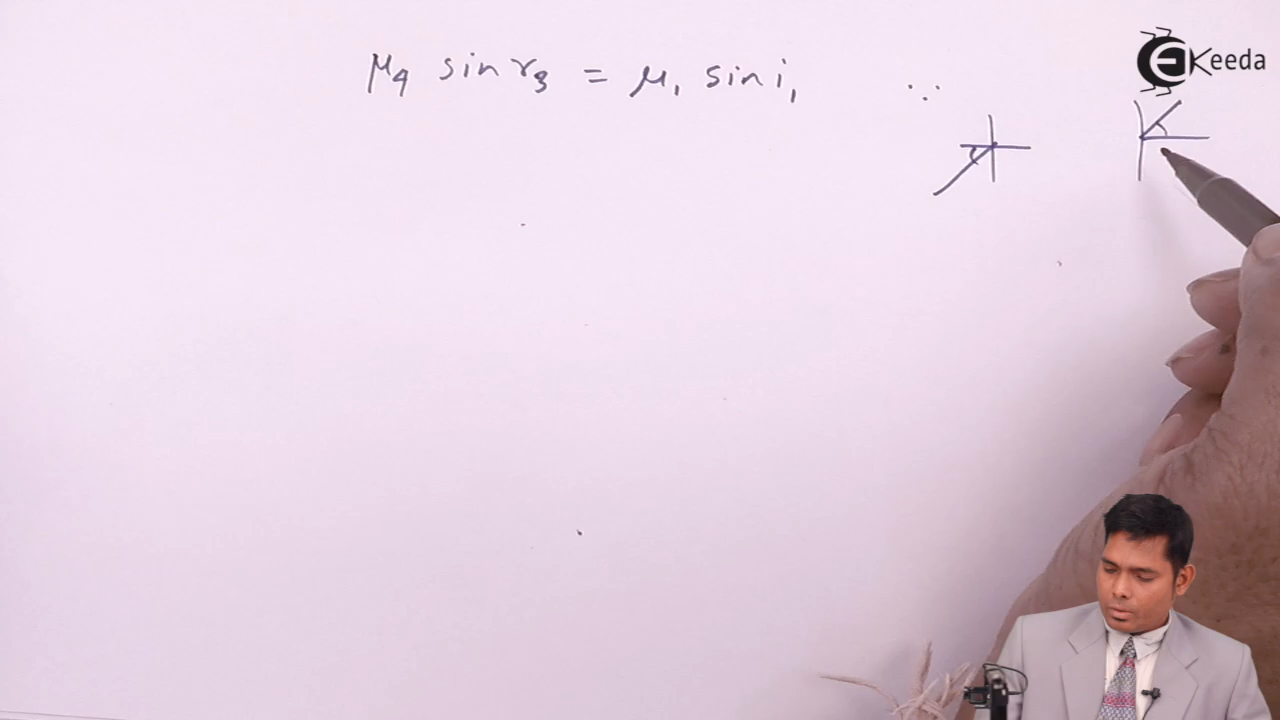 μ₄ sin r₃ = μ₁ sin i₁ ∵
EKeeda